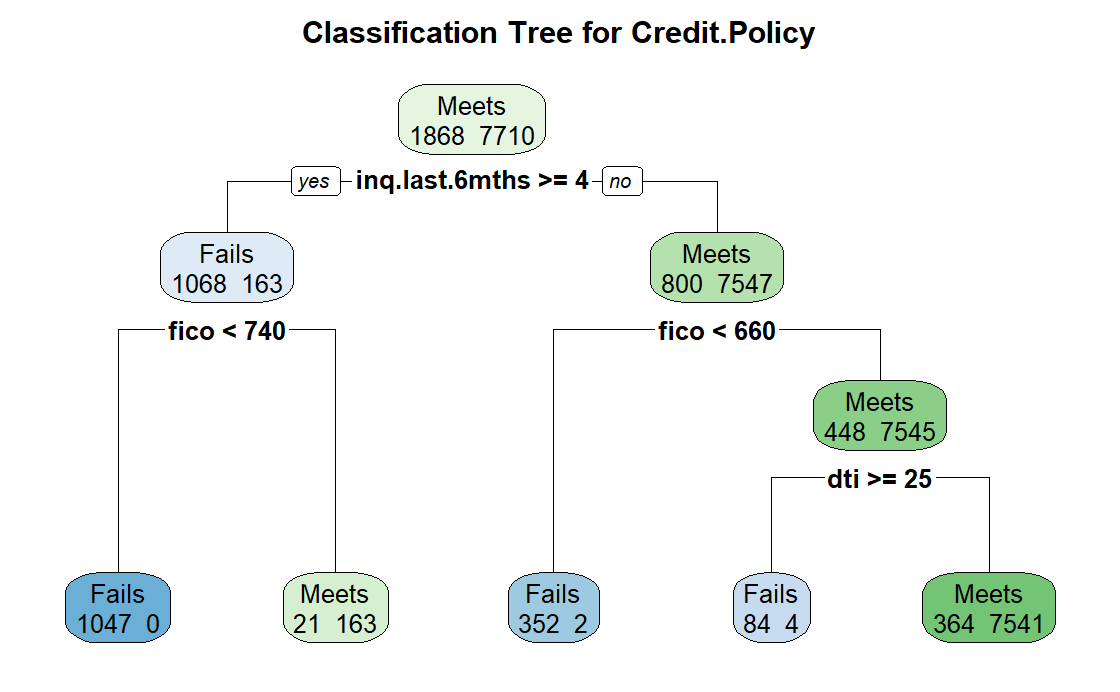 Classification Tree for Credit.Policy
Meets
1868 7710
yes inq.last.6mths >= 4 no
Fails
1068 163
Meets
800 7547
fico < 740
fico < 660
Meets
448 7545
dti >= 25
Fails
1047 0
Meets
21 163
Fails
352 2
Fails
84 4
Meets
364 7541